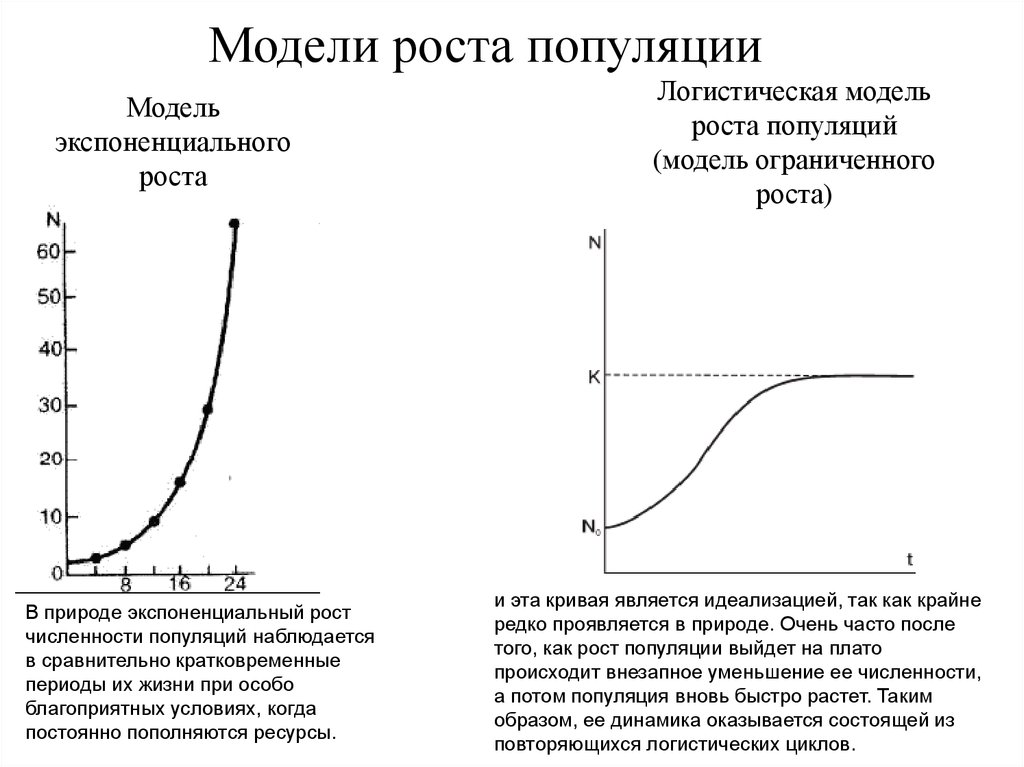 Модели роста популяции
Модель
экспоненциального
роста
N
60
50
40
30
20
10
0
8 16 24
В природе экспоненциальный рост
численности популяций наблюдается
в сравнительно кратковременные
периоды их жизни при особо
благоприятных условиях, когда
постоянно пополняются ресурсы.
Логистическая модель
роста популяций
(модель ограниченного
роста)
N
K
N₀
t
и эта кривая является идеализацией, так как крайне
редко проявляется в природе. Очень часто после
того, как рост популяции выйдет на плато
происходит внезапное уменьшение ее численности,
а потом популяция вновь быстро растет. Таким
образом, ее динамика оказывается состоящей из
повторяющихся логистических циклов.